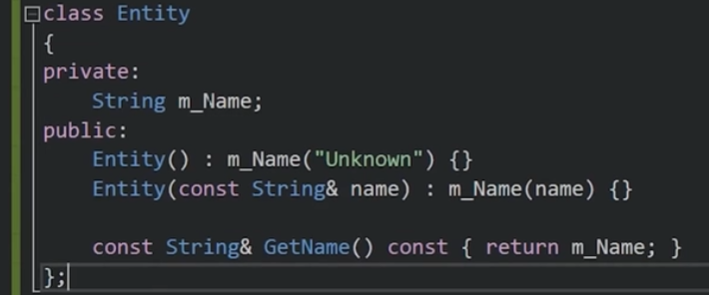 class Entity
{
private:
    String m_Name;
public:
    Entity() : m_Name("Unknown") {}
    Entity(const String& name) : m_Name(name) {}

    const String& GetName() const { return m_Name; }
};